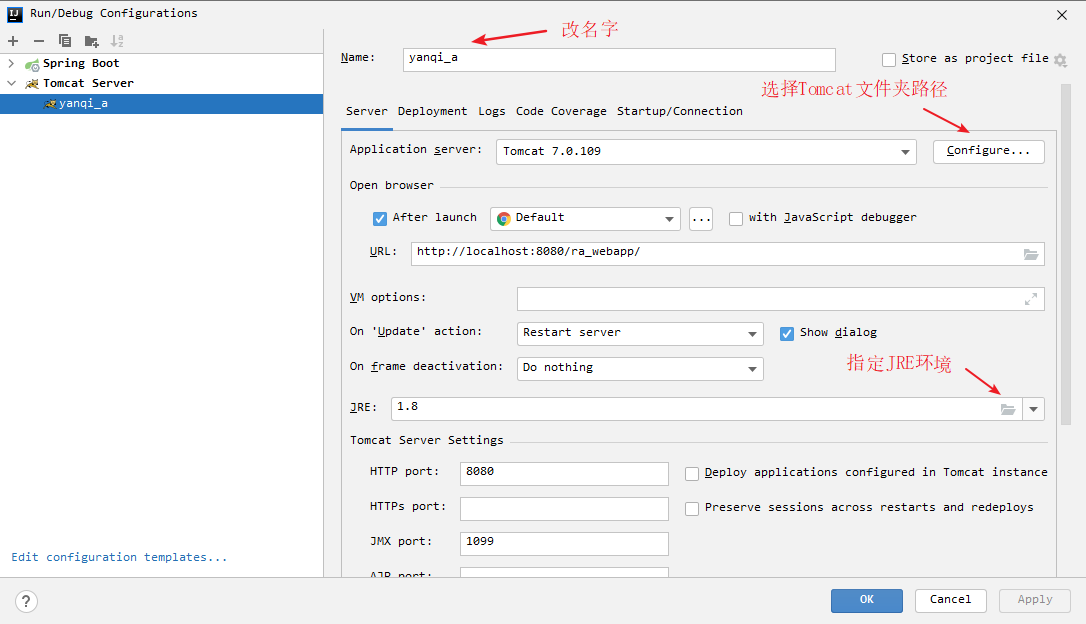 Run/Debug Configurations
Spring Boot
Tomcat Server
yanqi_a
Edit configuration templates...
改名字
Name:
yanqi_a
Store as project file
选择Tomcat文件夹路径
Server
Deployment
Logs
Code Coverage
Startup/Connection
Application server:
Tomcat 7.0.109
Configure...
Open browser
After launch
Default
...
with JavaScript debugger
URL:
http://localhost:8080/ra_webapp/
VM options:
On 'Update' action:
Restart server
Show dialog
On frame deactivation:
Do nothing
指定JRE环境
JRE:
1.8
Tomcat Server Settings
HTTP port:
8080
Deploy applications configured in Tomcat instance
HTTPs port:
Preserve sessions across restarts and redeploys
JMX port:
1099
AJP port:
?
OK
Cancel
Apply